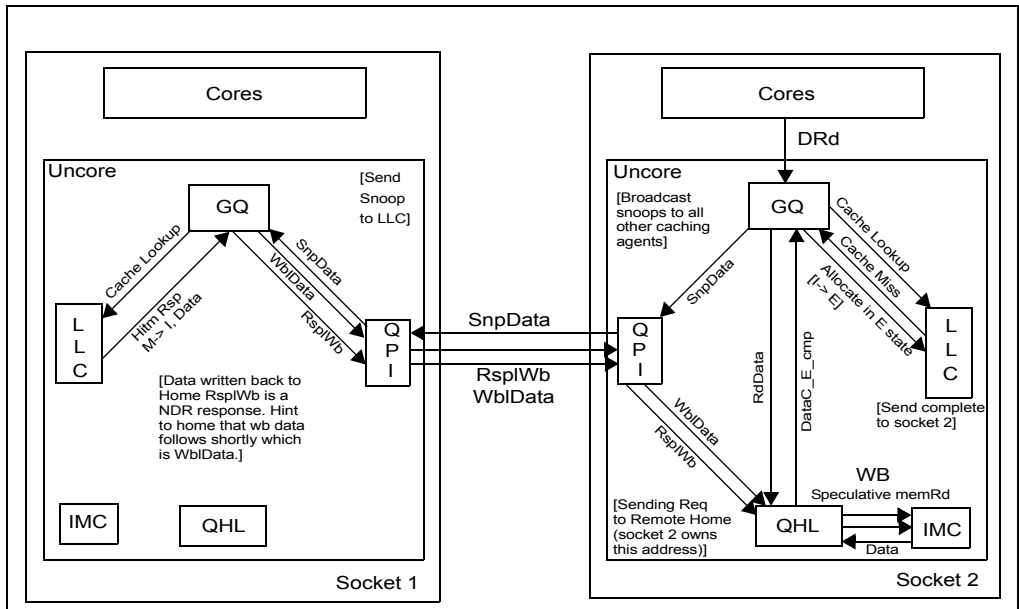 Cores
Uncore
GQ
[Send
Snoop
to LLC]
Cache Lookup
Hitm Rsp
M-> I, Data
SnpData
WbIData
RspIWb
L
L
C
Q
P
I
[Data written back to
Home RspIWb is a
NDR response. Hint
to home that wb data
follows shortly which
is WbIData.]
IMC
QHL
Socket 1
SnpData
RspIWb
WbIData
Cores
DRd
Uncore
[Broadcast
snoops to all
other caching
agents]
GQ
Cache Lookup
Cache Miss
Allocate in E state
[I-> E]
SnpData
Q
P
I
L
L
C
RdData
DataC_E_cmp
WbIData
RspIWb
[Send complete
to socket 2]
WB
Speculative memRd
[Sending Req
to Remote Home
(socket 2 owns
this address)]
QHL
IMC
Data
Socket 2